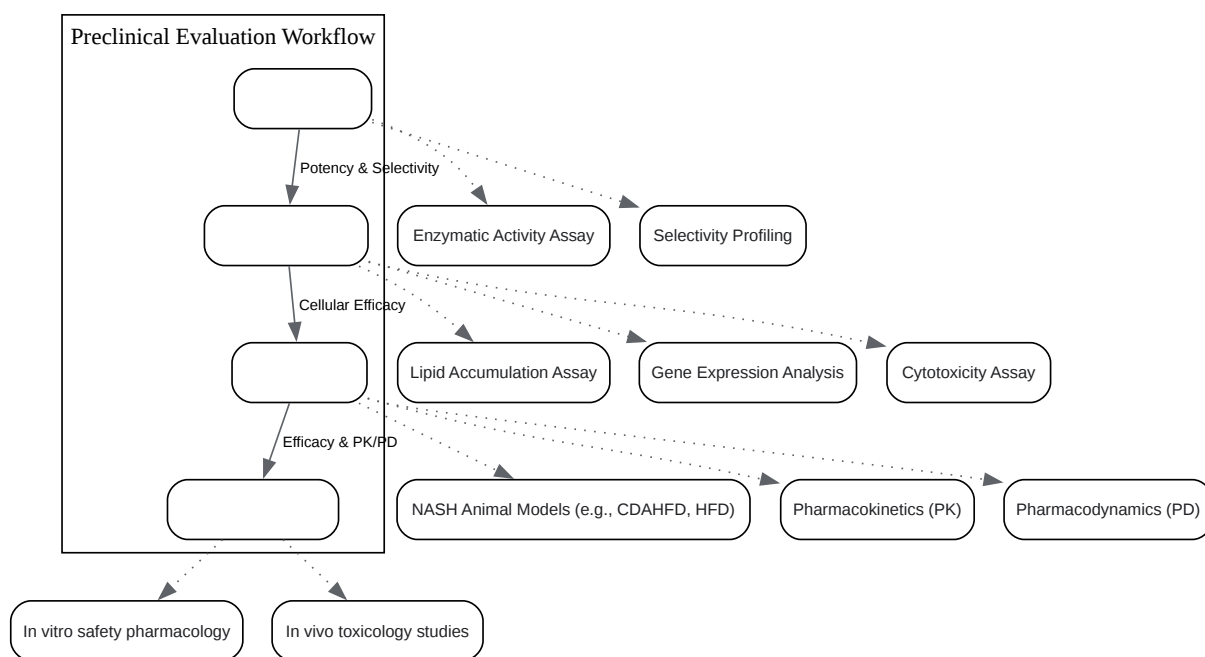 Preclinical Evaluation Workflow
Potency & Selectivity
Enzymatic Activity Assay
Selectivity Profiling
Cellular Efficacy
Lipid Accumulation Assay
Gene Expression Analysis
Cytotoxicity Assay
Efficacy & PK/PD
NASH Animal Models (e.g., CDAHFD, HFD)
Pharmacokinetics (PK)
Pharmacodynamics (PD)
In vitro safety pharmacology
In vivo toxicology studies